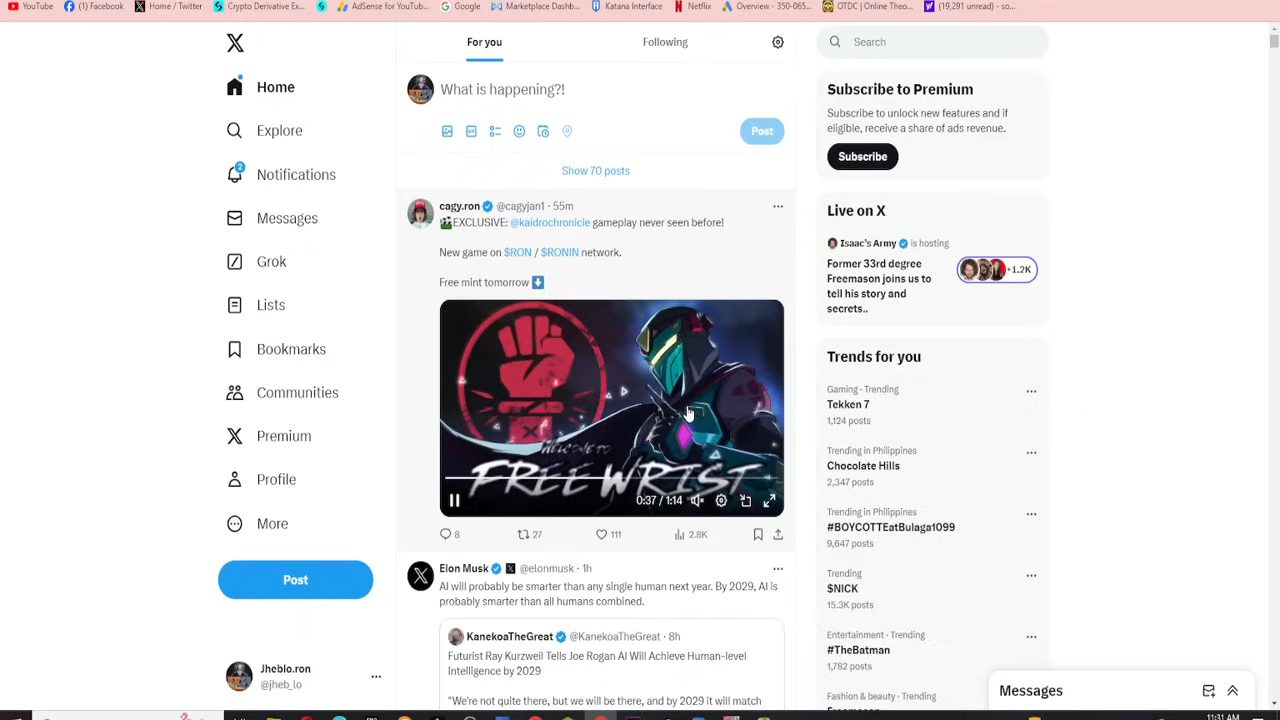 YouTube
(1) Facebook
Home / Twitter
Crypto Derivative Ex...
AdSense for YouTub...
Google
Marketplace Dashb...
Katana Interface
Netflix
Overview - 350-065...
OTDC | Online Theo...
(19,291 unread) - so...
X
Home
Explore
2
Notifications
Messages
Grok
Lists
Bookmarks
Communities
Premium
Profile
More
Post
Jheblo.ron
@jheb_lo
For you
Following
What is happening?!
Post
Show 70 posts
cagy.ron @cagyjan1 · 55m
EXCLUSIVE: @kaidrochronicle gameplay never seen before!
New game on $RON / $RONIN network.
Free mint tomorrow
WELCOME TO
FREE WRIST
0:37 / 1:14
8
27
111
2.8K
Elon Musk @elonmusk · 1h
AI will probably be smarter than any single human next year. By 2029, AI is
probably smarter than all humans combined.
KanekoaTheGreat @KanekoaTheGreat · 8h
Futurist Ray Kurzweil Tells Joe Rogan AI Will Achieve Human-level
Intelligence by 2029
"We're not quite there, but we will be there, and by 2029 it will match
Search
Subscribe to Premium
Subscribe to unlock new features and if
eligible, receive a share of ads revenue.
Subscribe
Live on X
Isaac's Army is hosting
Former 33rd degree
Freemason joins us to
tell his story and
secrets..
+1.2K
Trends for you
Gaming · Trending
Tekken 7
1,124 posts
Trending in Philippines
Chocolate Hills
2,347 posts
Trending in Philippines
#BOYCOTTEatBulaga1099
9,647 posts
Trending
$NICK
15.3K posts
Entertainment · Trending
#TheBatman
1,782 posts
Fashion & beauty · Trending
Messages
11:31 AM